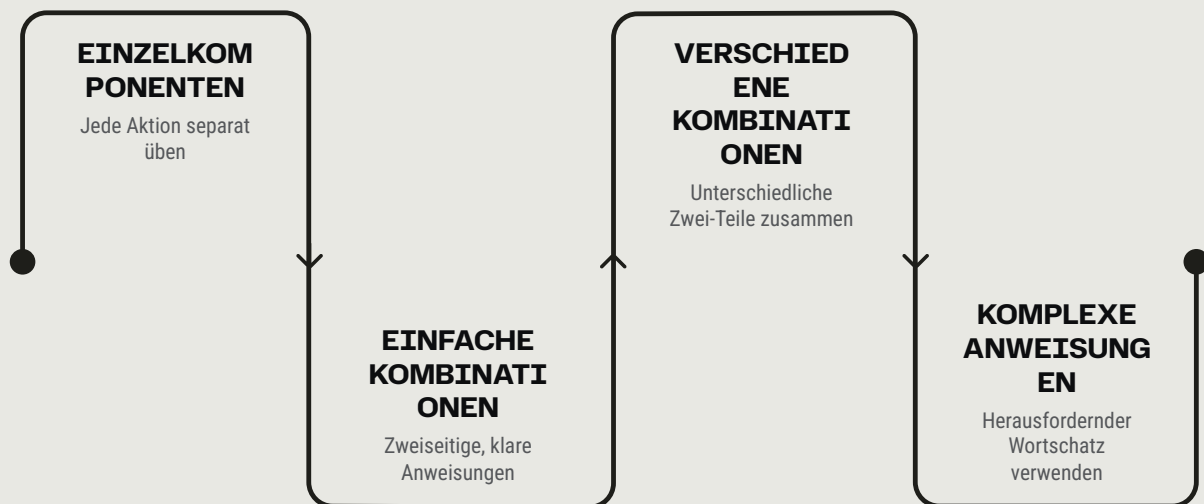 EINZELKOM
PONENTEN
Jede Aktion separat
üben
EINFACHE
KOMBINATI
ONEN
Zweiseitige, klare
Anweisungen
VERSCHIED
ENE
KOMBINATI
ONEN
Unterschiedliche
Zwei-Teile zusammen
KOMPLEXE
ANWEISUNG
EN
Herausfordernder
Wortschatz
verwenden